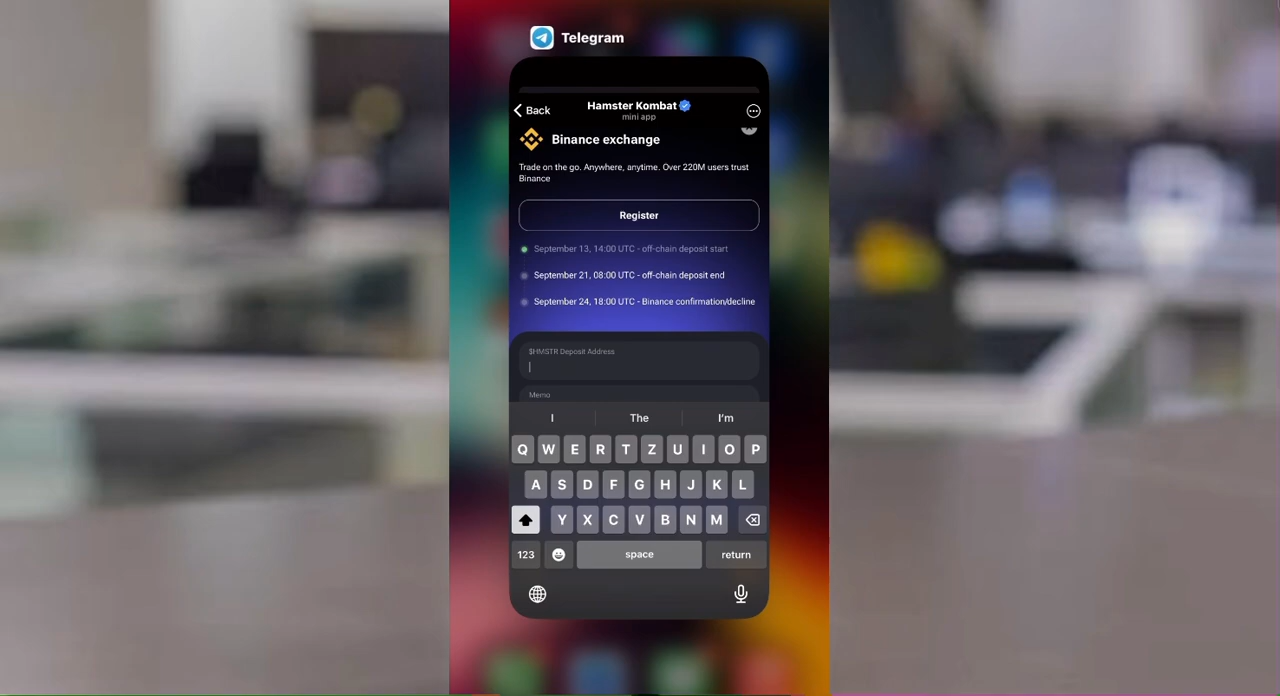 Telegram
Back
Hamster Kombat
mini app
Binance exchange
Trade on the go. Anywhere, anytime. Over 220M users trust
Binance
Register
September 13, 14:00 UTC - off-chain deposit start
September 21, 08:00 UTC - off-chain deposit end
September 24, 18:00 UTC - Binance confirmation/decline
$HMSTR Deposit Address
Memo
I The I'm
Q W E R T Z U I O P
A S D F G H J K L
Y X C V B N M
123 space return